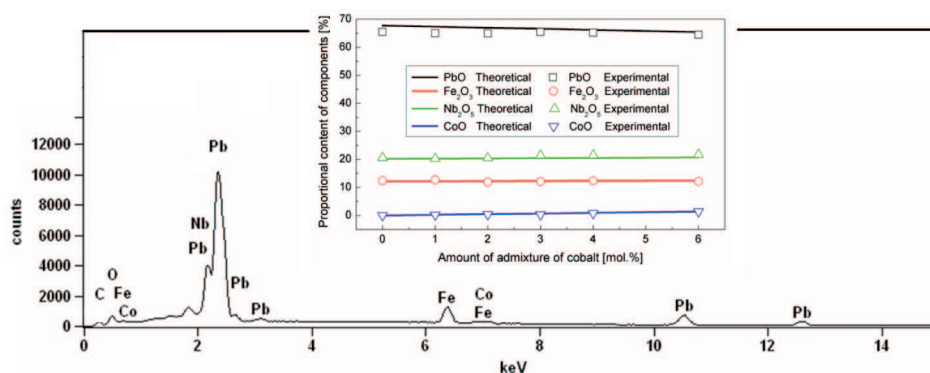 Proportional content of components [%]
70
60
50
40
30
20
10
0
PbO Theoretical PbO Experimental
Fe₂O₃ Theoretical Fe₂O₃ Experimental
Nb₂O₅ Theoretical Nb₂O₅ Experimental
CoO Theoretical CoO Experimental
0 1 2 3 4 5 6
Amount of admixture of cobalt [mol.%]
counts
12000
10000
8000
6000
4000
2000
0
Pb
Nb
Pb
O
Pb
C Fe
Co
Pb
Fe
Co
Fe
Pb
Pb
0 2 4 6 8 10 12 14
keV